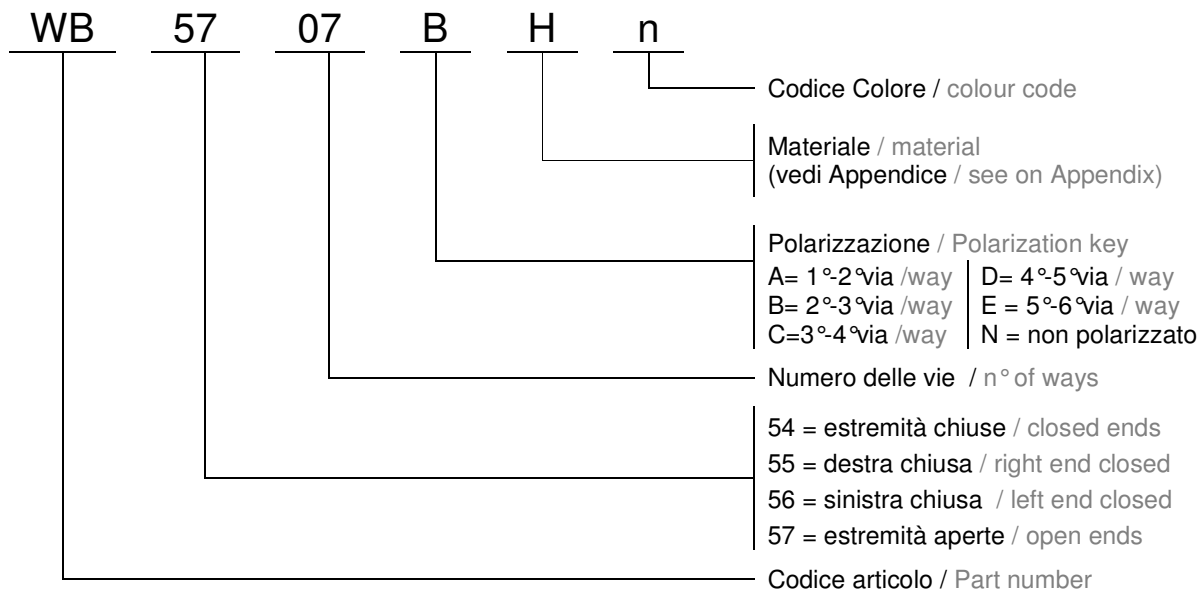 WB 57 07 B H n
Codice Colore / colour code
Materiale / material
(vedi Appendice / see on Appendix)
Polarizzazione / Polarization key
A= 1°-2°via /way D= 4°-5°via / way
B= 2°-3°via /way E = 5°-6°via / way
C=3°-4°via /way N = non polarizzato
Numero delle vie / n° of ways
54 = estremità chiuse / closed ends
55 = destra chiusa / right end closed
56 = sinistra chiusa / left end closed
57 = estremità aperte / open ends
Codice articolo / Part number